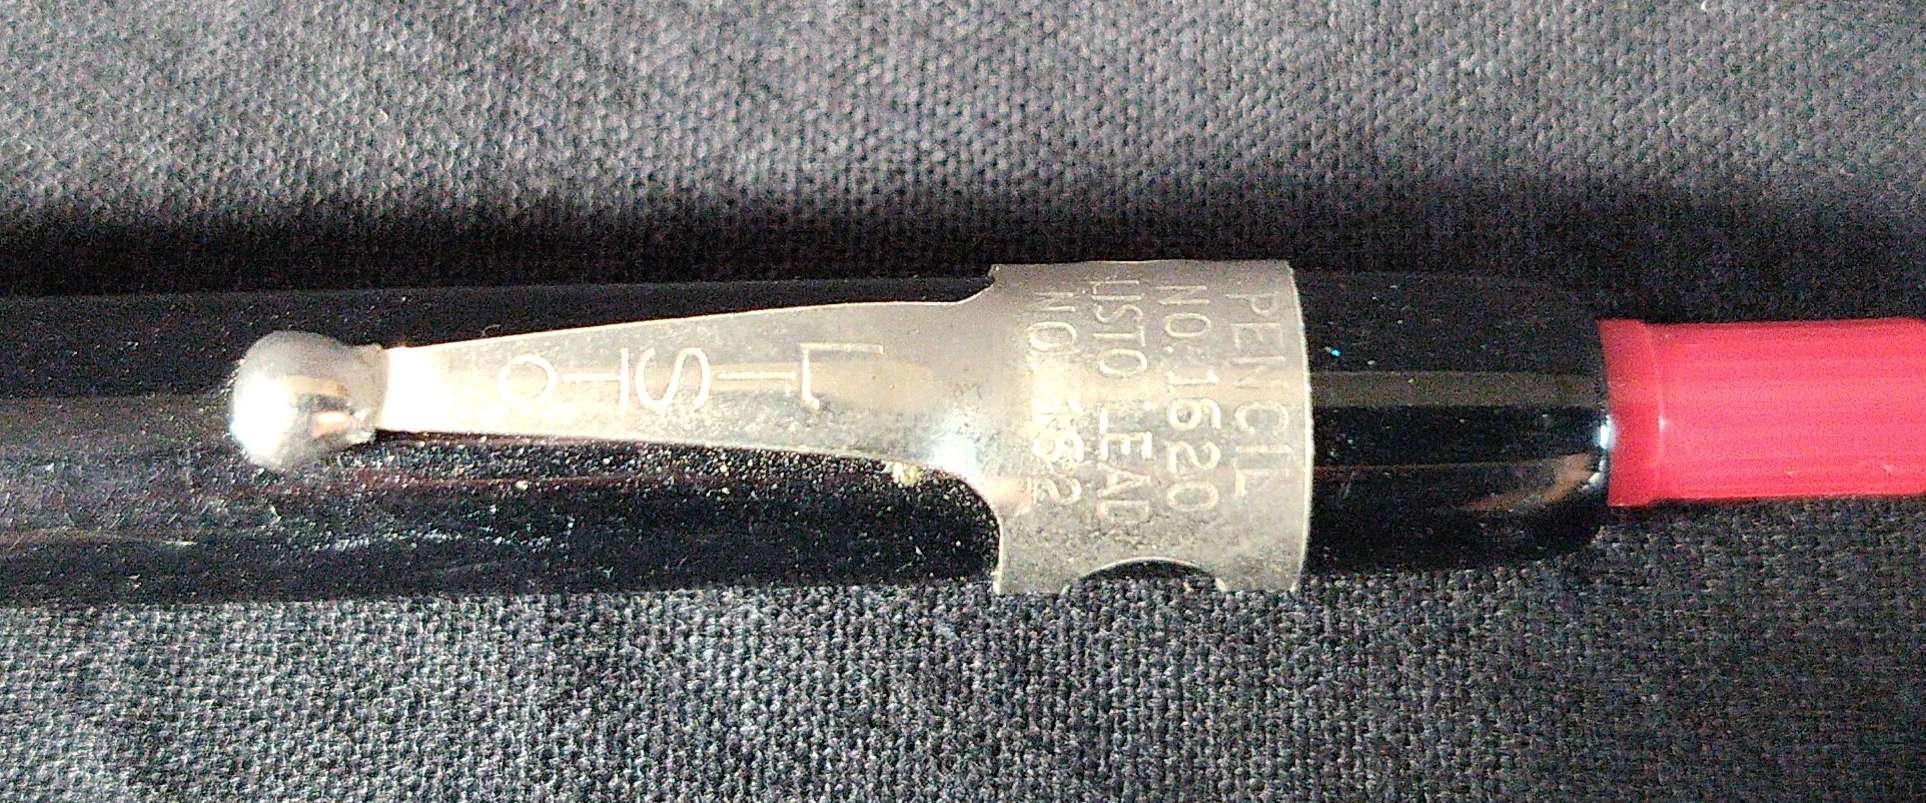 PENCIL
NO. 1620
LISTO LEAD
NO. 162
LISTO